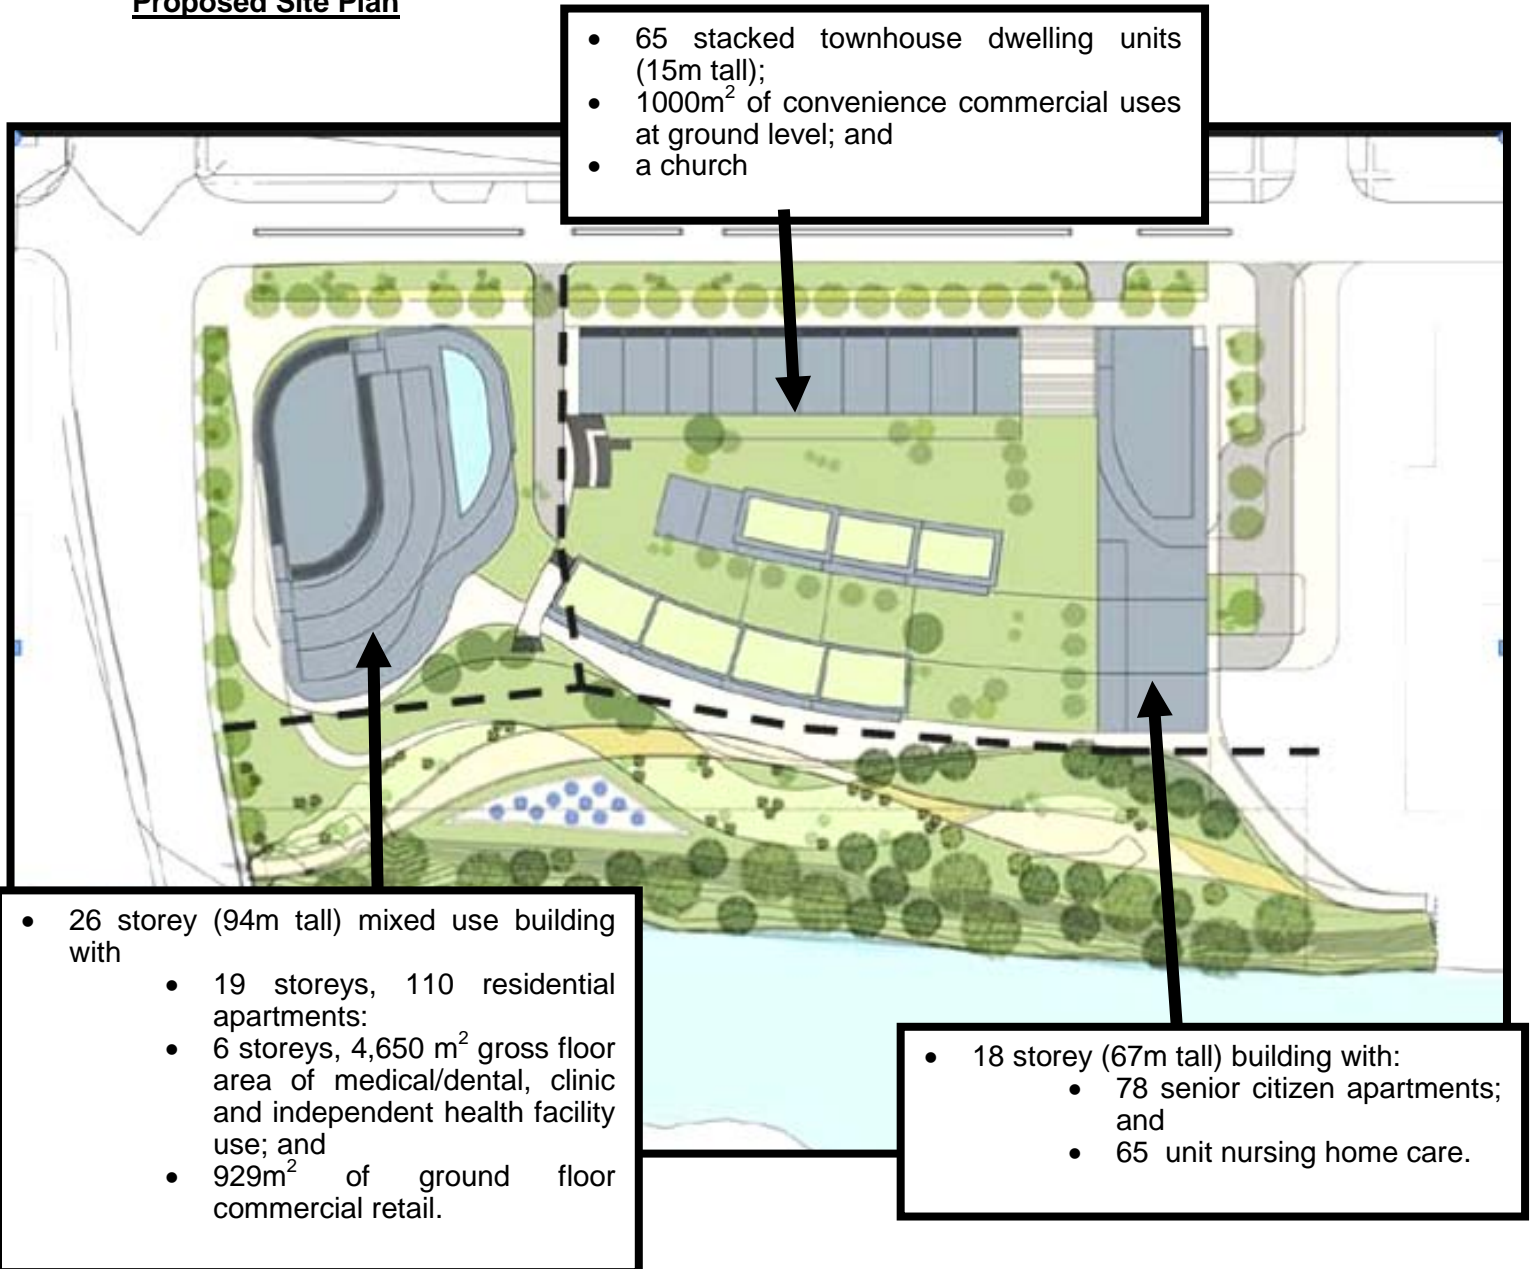 Proposed Site Plan
• 65 stacked townhouse dwelling units
(15m tall);
• 1000m² of convenience commercial uses
at ground level; and
• a church
• 26 storey (94m tall) mixed use building
with
• 19 storeys, 110 residential
apartments:
• 6 storeys, 4,650 m² gross floor
area of medical/dental, clinic
and independent health facility
use; and
• 929m² of ground floor
commercial retail.
• 18 storey (67m tall) building with:
• 78 senior citizen apartments;
and
• 65 unit nursing home care.